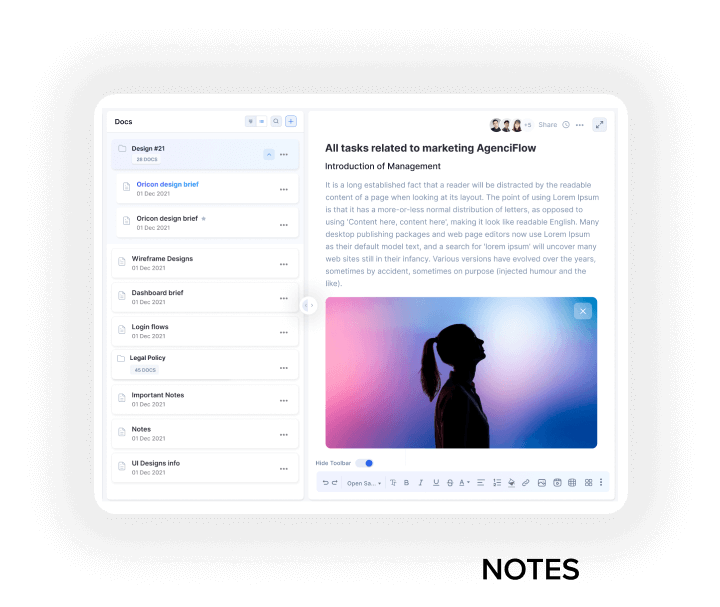 Docs
Design #21
28 DOCS
Oricon design brief
01 Dec 2021
Oricon design brief
01 Dec 2021
Wireframe Designs
01 Dec 2021
Dashboard brief
01 Dec 2021
Login flows
01 Dec 2021
Legal Policy
45 DOCS
Important Notes
01 Dec 2021
Notes
01 Dec 2021
UI Designs info
01 Dec 2021
+5 Share
All tasks related to marketing AgenciFlow
Introduction of Management
It is a long established fact that a reader will be distracted by the readable
content of a page when looking at its layout. The point of using Lorem Ipsum
is that it has a more-or-less normal distribution of letters, as opposed to
using 'Content here, content here', making it look like readable English. Many
desktop publishing packages and web page editors now use Lorem Ipsum
as their default model text, and a search for 'lorem ipsum' will uncover many
web sites still in their infancy. Various versions have evolved over the years,
sometimes by accident, sometimes on purpose (injected humour and the
like).
Hide Toolbar
Open Sa... Tr B I U S A
NOTES